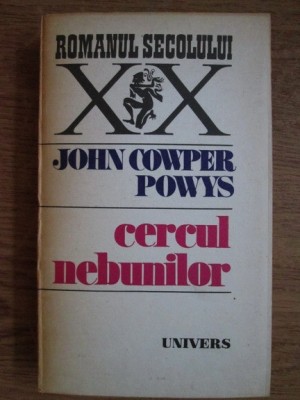 ROMANUL SECOLULUI
XX
JOHN COWPER
POWYS
cercul
nebunilor
UNIVERS